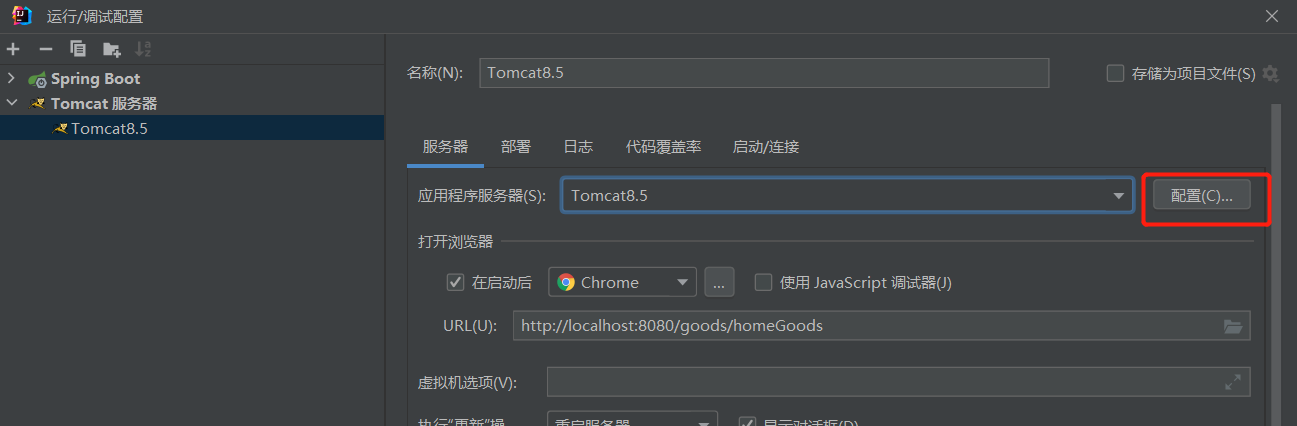 运行/调试配置
Spring Boot
Tomcat 服务器
Tomcat8.5
名称(N): Tomcat8.5 存储为项目文件(S)
服务器 部署 日志 代码覆盖率 启动/连接
应用程序服务器(S): Tomcat8.5 配置(C)...
打开浏览器
在启动后 Chrome ... 使用 JavaScript 调试器(J)
URL(U): http://localhost:8080/goods/homeGoods
虚拟机选项(V):
执行"更新"操 重启服务器 显示对话框(D)